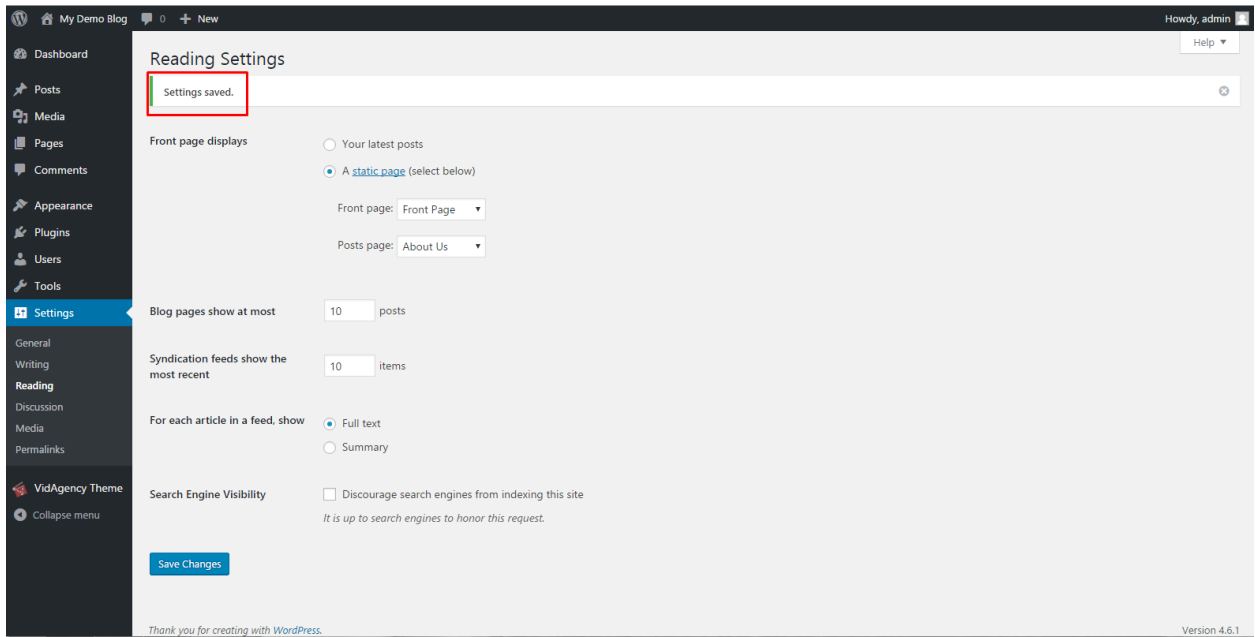 My Demo Blog 0 New Howdy, admin
Help
Dashboard
Posts
Media
Pages
Comments
Appearance
Plugins
Users
Tools
Settings
General
Writing
Reading
Discussion
Media
Permalinks
VidAgency Theme
Collapse menu
Reading Settings
Settings saved.
Front page displays
Your latest posts
A static page (select below)
Front page: Front Page
Posts page: About Us
Blog pages show at most 10 posts
Syndication feeds show the
most recent
10 items
For each article in a feed, show
Full text
Summary
Search Engine Visibility
Discourage search engines from indexing this site
It is up to search engines to honor this request.
Save Changes
Thank you for creating with WordPress. Version 4.6.1